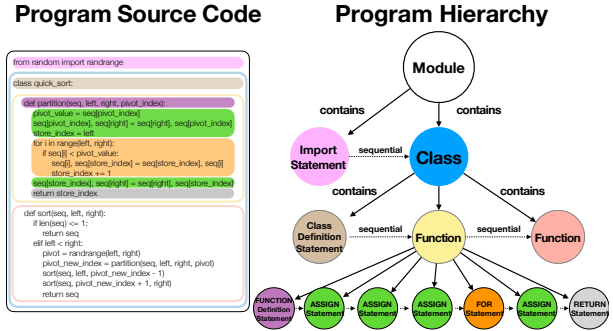 Program Source Code
Program Hierarchy
from random import randrange
class quick_sort:
def partition(seq, left, right, pivot_index):
pivot_value = seq[pivot_index]
seq[pivot_index], seq[right] = seq[right], seq[pivot_index]
store_index = left
for i in range(left, right):
if seq[i] < pivot_value:
seq[i], seq[store_index] = seq[store_index], seq[i]
store_index += 1
seq[store_index], seq[right] = seq[right], seq[store_index]
return store_index
def sort(seq, left, right):
if len(seq) <= 1:
return seq
elif left < right:
pivot = randrange(left, right)
pivot_new_index = partition(seq, left, right, pivot)
sort(seq, left, pivot_new_index - 1)
sort(seq, pivot_new_index + 1, right)
return seq
Module
contains
contains
Import
Statement
sequential
Class
contains
contains
Class
Definition
Statement
sequential
Function
sequential
Function
FUNCTION
Definition
Statement
ASSIGN
Statement
ASSIGN
Statement
ASSIGN
Statement
FOR
Statement
ASSIGN
Statement
RETURN
Statement